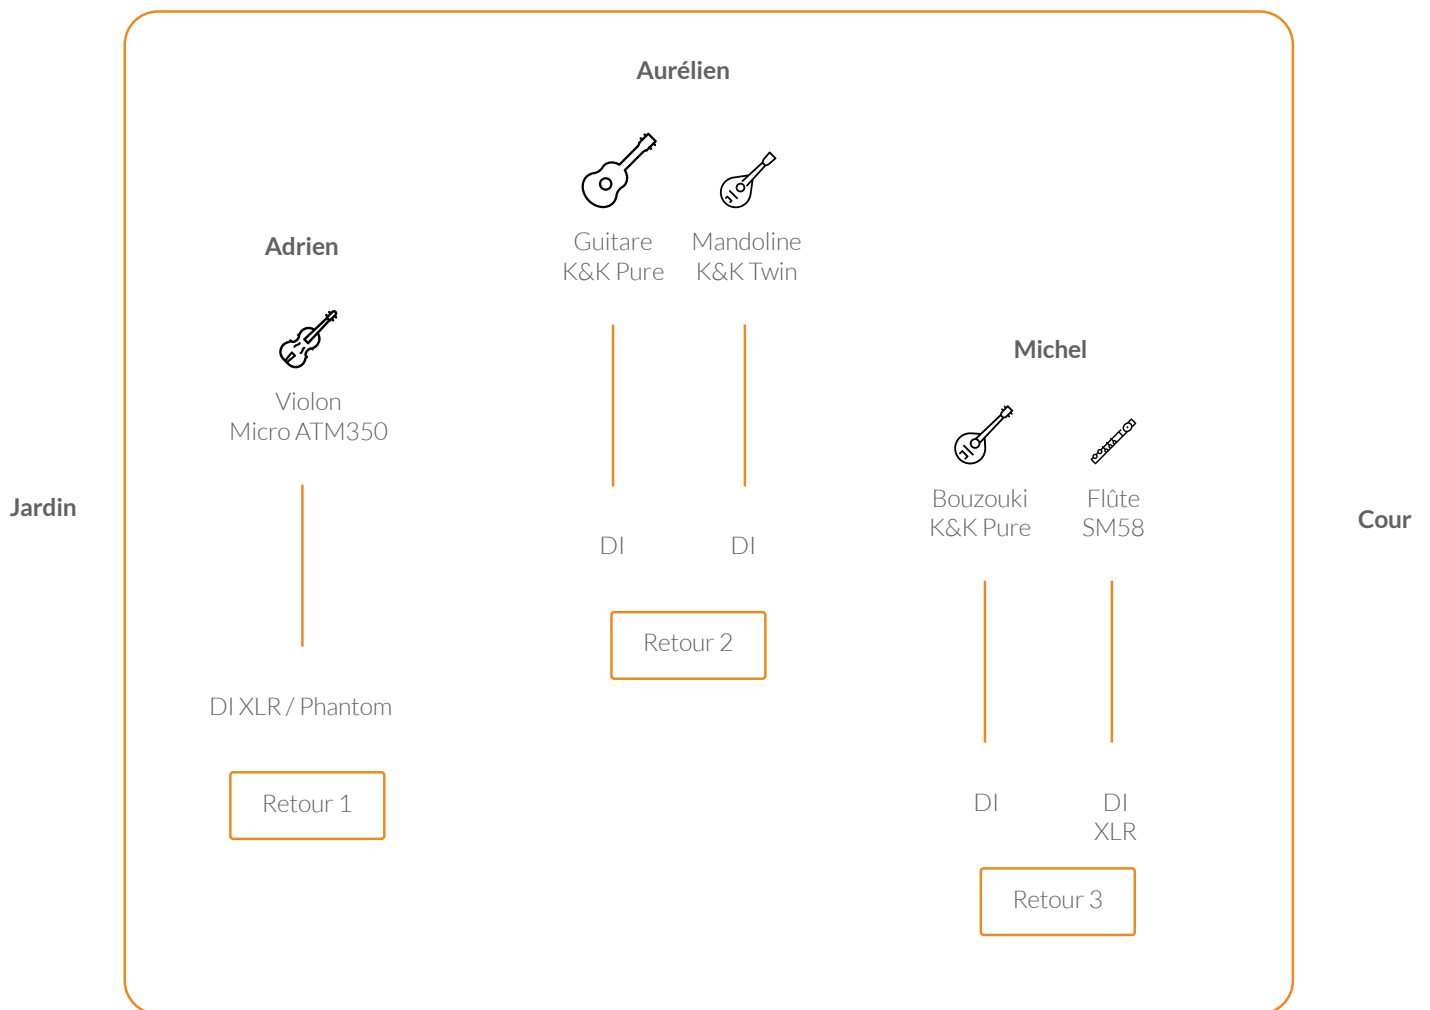 Aurélien
Guitare
K&K Pure
Mandoline
K&K Twin
Adrien
Violon
Micro ATM350
Michel
Bouzouki
K&K Pure
Flûte
SM58
Jardin
Cour
DI
DI
Retour 2
DI XLR / Phantom
Retour 1
DI
DI
XLR
Retour 3